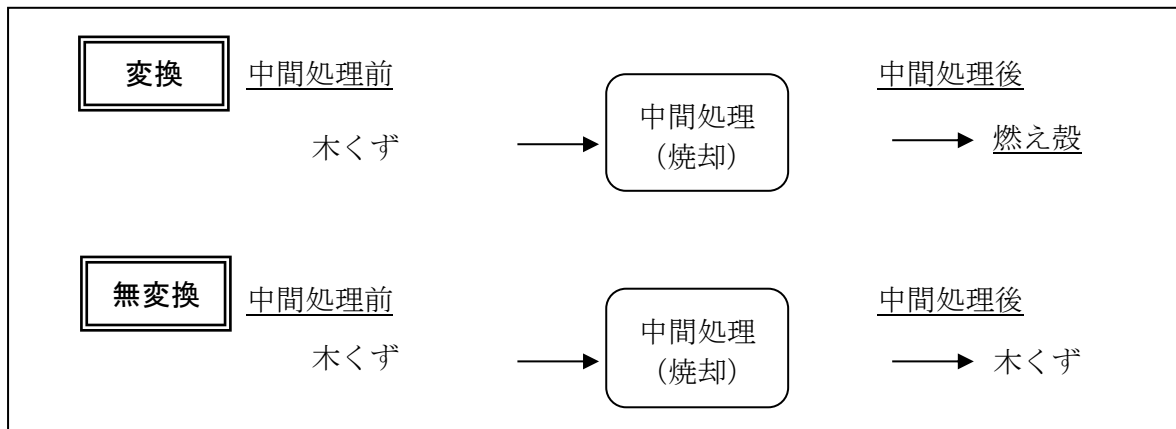 変換
中間処理前
中間処理後
木くず
中間処理
（焼却）
燃え殻
無変換
中間処理前
中間処理後
木くず
中間処理
（焼却）
木くず